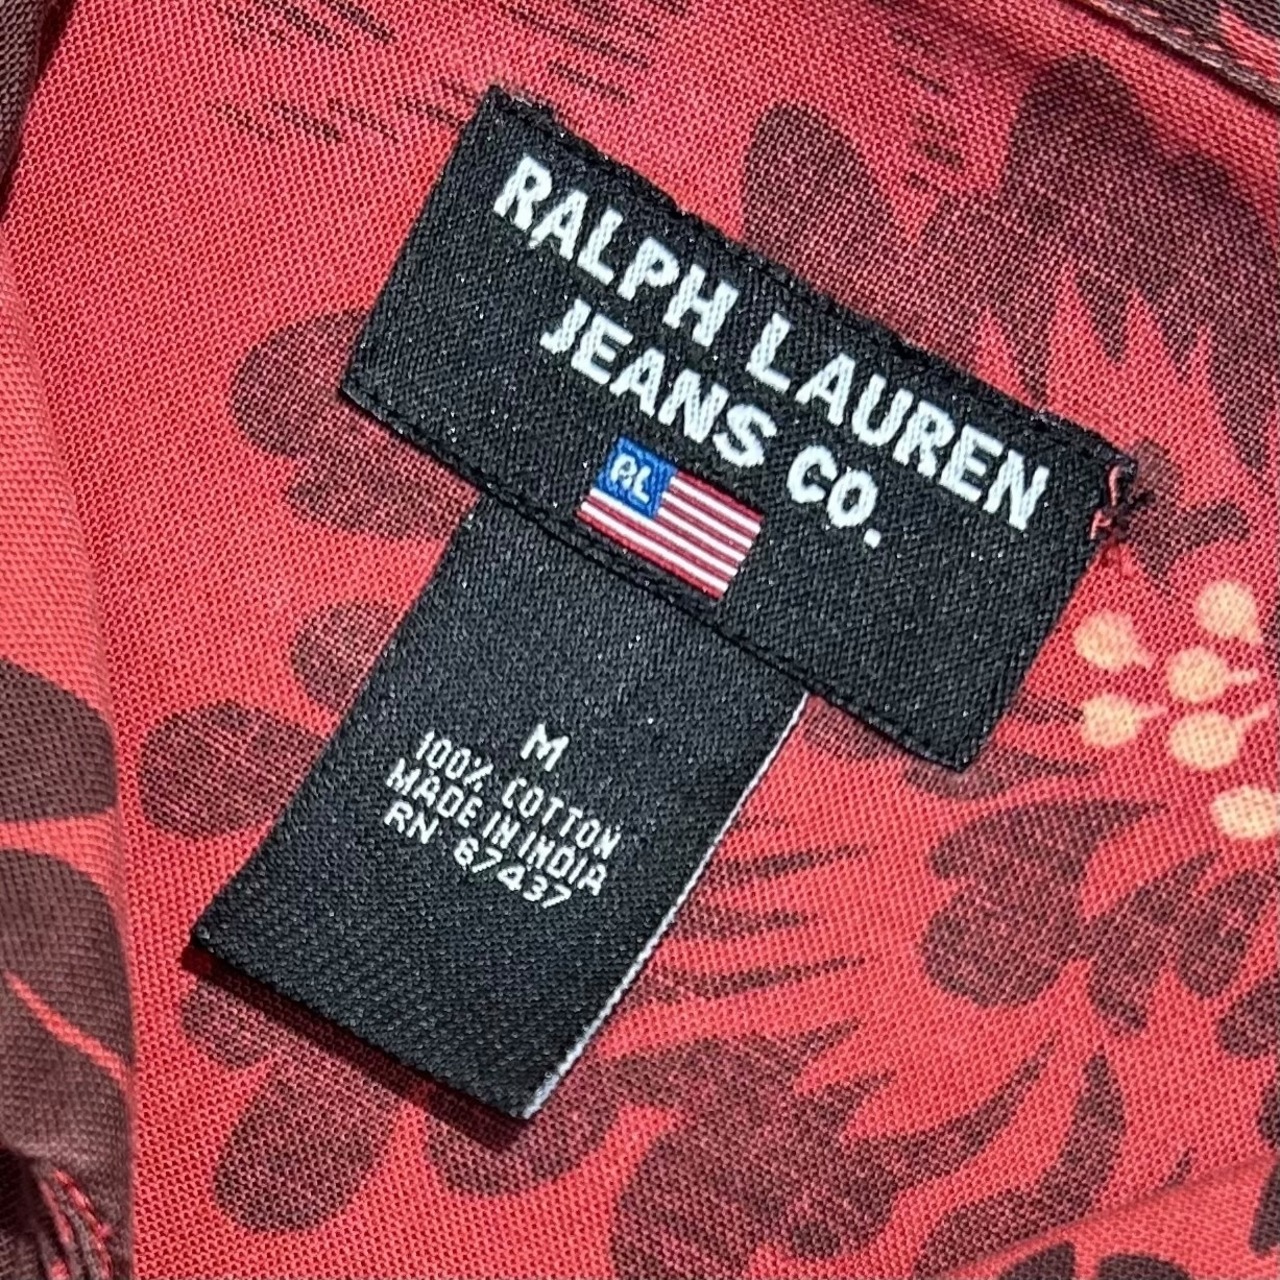 RALPH LAUREN
JEANS CO.
RL
M
100% COTTON
MADE IN INDIA
RN 67437